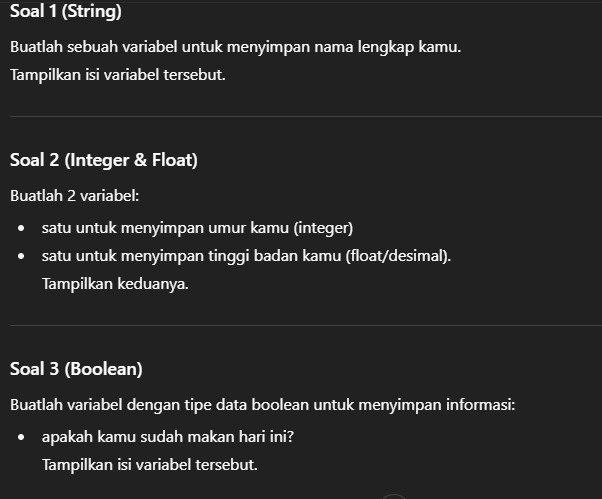 Soal 1 (String)
Buatlah sebuah variabel untuk menyimpan nama lengkap kamu.
Tampilkan isi variabel tersebut.
Soal 2 (Integer & Float)
Buatlah 2 variabel:
• satu untuk menyimpan umur kamu (integer)
• satu untuk menyimpan tinggi badan kamu (float/desimal).
Tampilkan keduanya.
Soal 3 (Boolean)
Buatlah variabel dengan tipe data boolean untuk menyimpan informasi:
• apakah kamu sudah makan hari ini?
Tampilkan isi variabel tersebut.